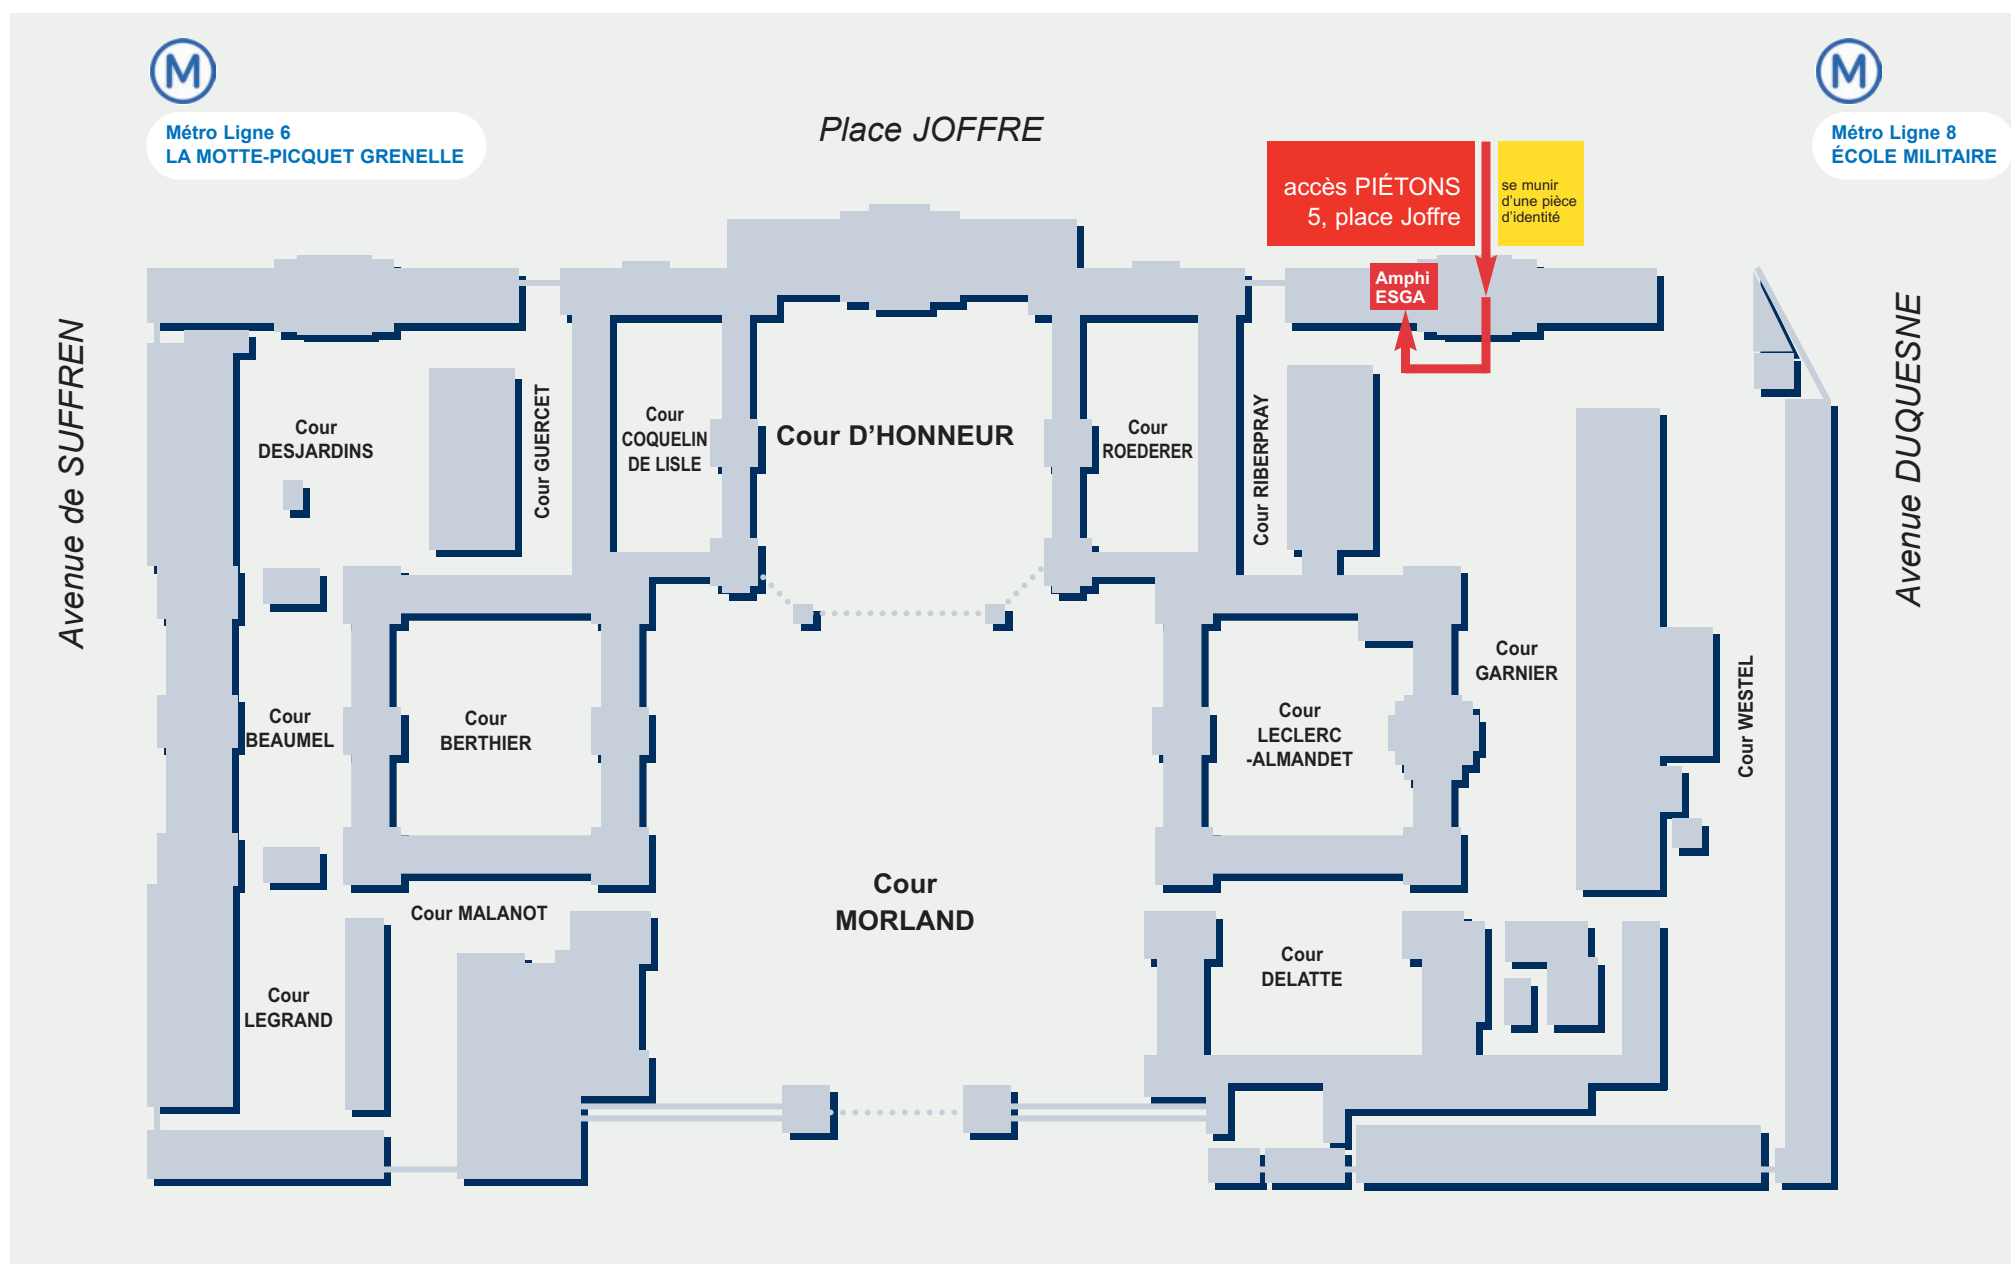 M
Métro Ligne 6
LA MOTTE-PICQUET GRENELLE
Place JOFFRE
M
Métro Ligne 8
ÉCOLE MILITAIRE
accès PIÉTONS
5, place Joffre
se munir
d'une pièce
d'identité
Amphi
ESGA
Avenue de SUFFREN
Avenue DUQUESNE
Cour
DESJARDINS
Cour GUERCET
Cour
COQUELIN
DE LISLE
Cour D'HONNEUR
Cour
ROEDERER
Cour RIBERPRAY
Cour
GARNIER
Cour WESTEL
Cour
BEAUMEL
Cour
BERTHIER
Cour
LECLERC
-ALMANDET
Cour
MORLAND
Cour MALANOT
Cour
DELATTE
Cour
LEGRAND